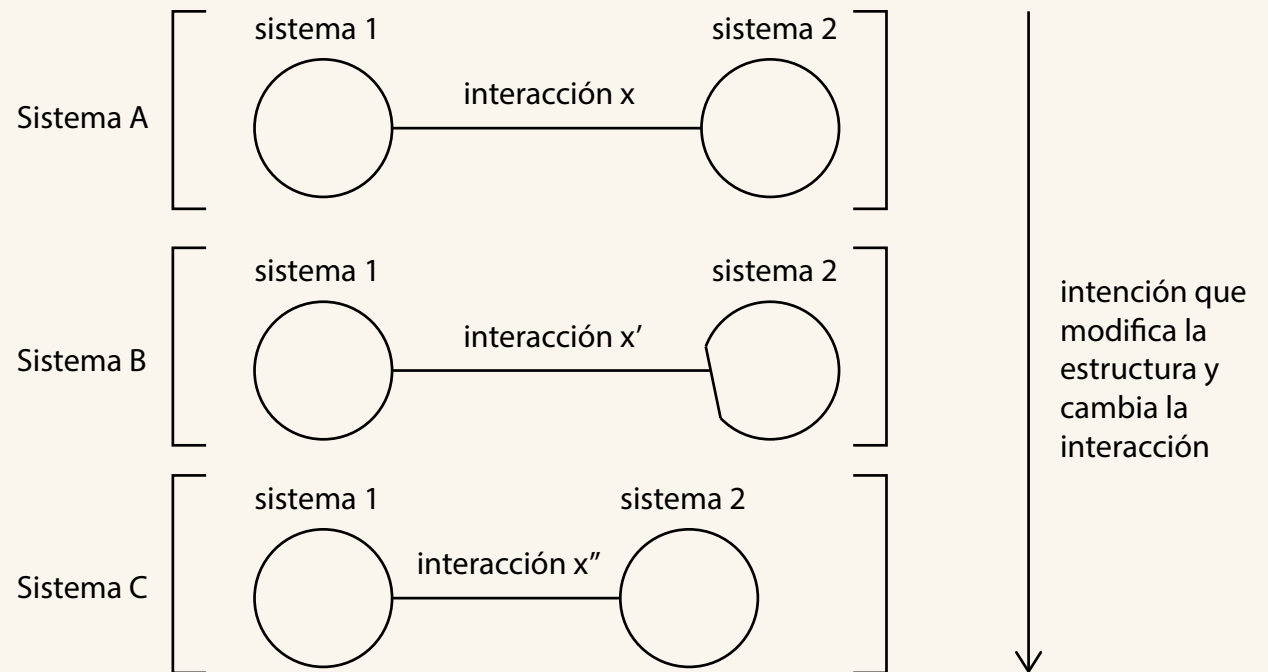 sistema 1
sistema 2
interacción x
Sistema A
sistema 1
sistema 2
interacción x′
Sistema B
sistema 1
sistema 2
interacción x″
Sistema C
intención que
modifica la
estructura y
cambia la
interacción